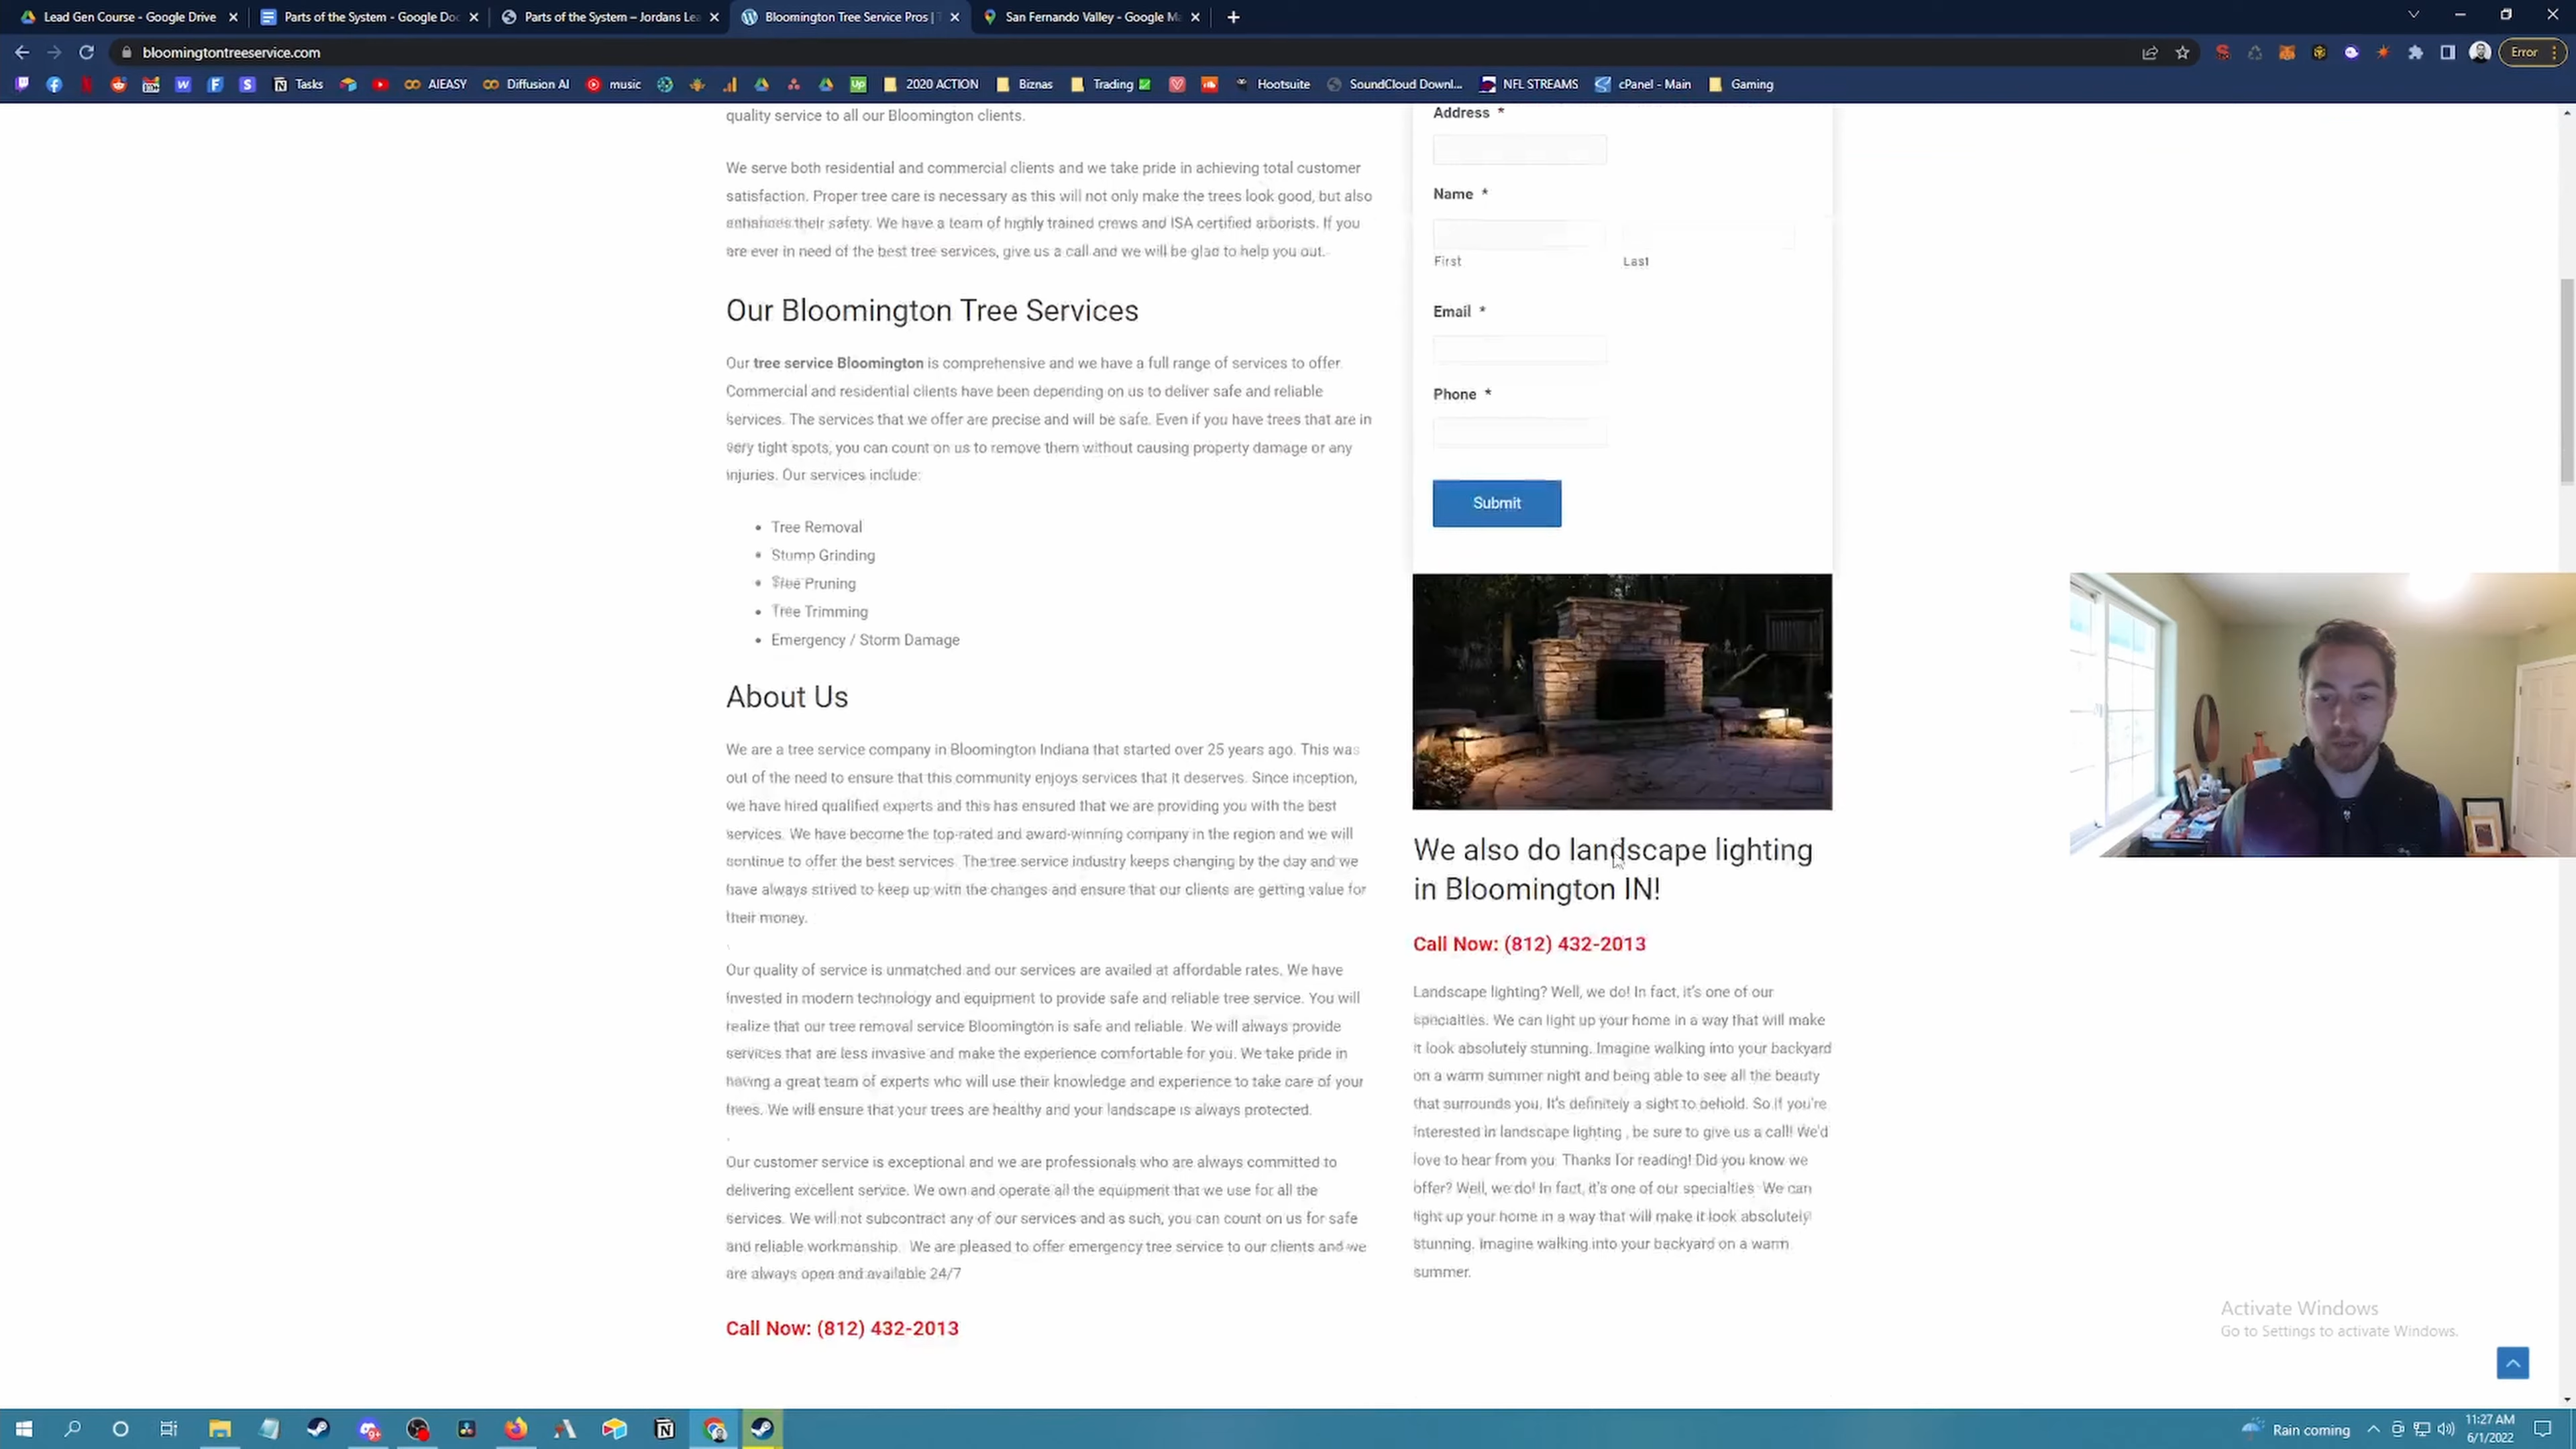 Lead Gen Course - Google Drive
Parts of the System - Google Doc
Parts of the System – Jordans Lea
Bloomington Tree Service Pros | T
San Fernando Valley - Google Ma
bloomingtontreeservice.com
Error
Tasks
AIEASY
Diffusion AI
music
Up
2020 ACTION
Biznas
Trading
Hootsuite
SoundCloud Downl...
NFL STREAMS
cPanel - Main
Gaming
quality service to all our Bloomington clients.
We serve both residential and commercial clients and we take pride in achieving total customer
satisfaction. Proper tree care is necessary as this will not only make the trees look good, but also
enhances their safety. We have a team of highly trained crews and ISA certified arborists. If you
are ever in need of the best tree services, give us a call and we will be glad to help you out.
Our Bloomington Tree Services
Our tree service Bloomington is comprehensive and we have a full range of services to offer.
Commercial and residential clients have been depending on us to deliver safe and reliable
services. The services that we offer are precise and will be safe. Even if you have trees that are in
very tight spots, you can count on us to remove them without causing property damage or any
injuries. Our services include:
• Tree Removal
• Stump Grinding
• Tree Pruning
• Tree Trimming
• Emergency / Storm Damage
About Us
We are a tree service company in Bloomington Indiana that started over 25 years ago. This was
out of the need to ensure that this community enjoys services that it deserves. Since inception,
we have hired qualified experts and this has ensured that we are providing you with the best
services. We have become the top-rated and award-winning company in the region and we will
continue to offer the best services. The tree service industry keeps changing by the day and we
have always strived to keep up with the changes and ensure that our clients are getting value for
their money.
Our quality of service is unmatched and our services are availed at affordable rates. We have
invested in modern technology and equipment to provide safe and reliable tree service. You will
realize that our tree removal service Bloomington is safe and reliable. We will always provide
services that are less invasive and make the experience comfortable for you. We take pride in
having a great team of experts who will use their knowledge and experience to take care of your
trees. We will ensure that your trees are healthy and your landscape is always protected.
Our customer service is exceptional and we are professionals who are always committed to
delivering excellent service. We own and operate all the equipment that we use for all the
services. We will not subcontract any of our services and as such, you can count on us for safe
and reliable workmanship. We are pleased to offer emergency tree service to our clients and we
are always open and available 24/7
Call Now: (812) 432-2013
Address *
Name *
First
Last
Email *
Phone *
Submit
We also do landscape lighting
in Bloomington IN!
Call Now: (812) 432-2013
Landscape lighting? Well, we do! In fact, it's one of our
specialties. We can light up your home in a way that will make
it look absolutely stunning. Imagine walking into your backyard
on a warm summer night and being able to see all the beauty
that surrounds you. It's definitely a sight to behold. So if you're
interested in landscape lighting , be sure to give us a call! We'd
love to hear from you. Thanks for reading! Did you know we
offer? Well, we do! In fact, it's one of our specialties. We can
light up your home in a way that will make it look absolutely
stunning. Imagine walking into your backyard on a warm
summer.
Activate Windows
Go to Settings to activate Windows.
Rain coming
11:27 AM
6/1/2022